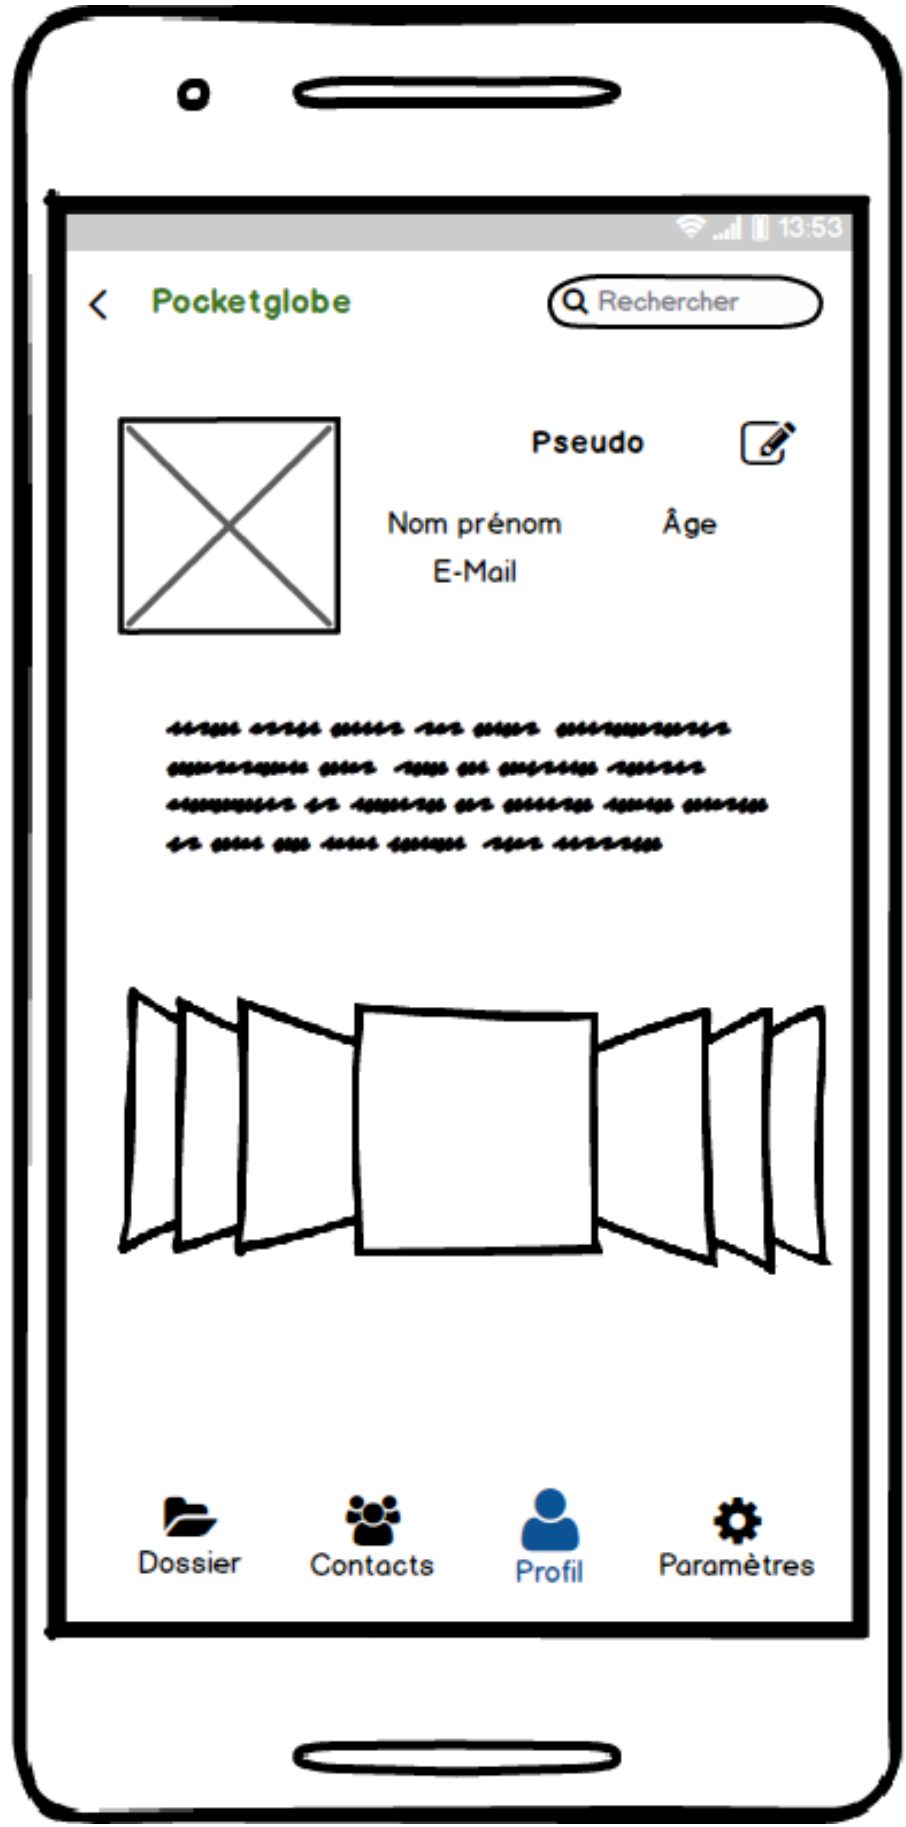 13:53
Pocketglobe
Rechercher
Pseudo
Nom prénom Âge
E-Mail
Dossier Contacts Profil Paramètres